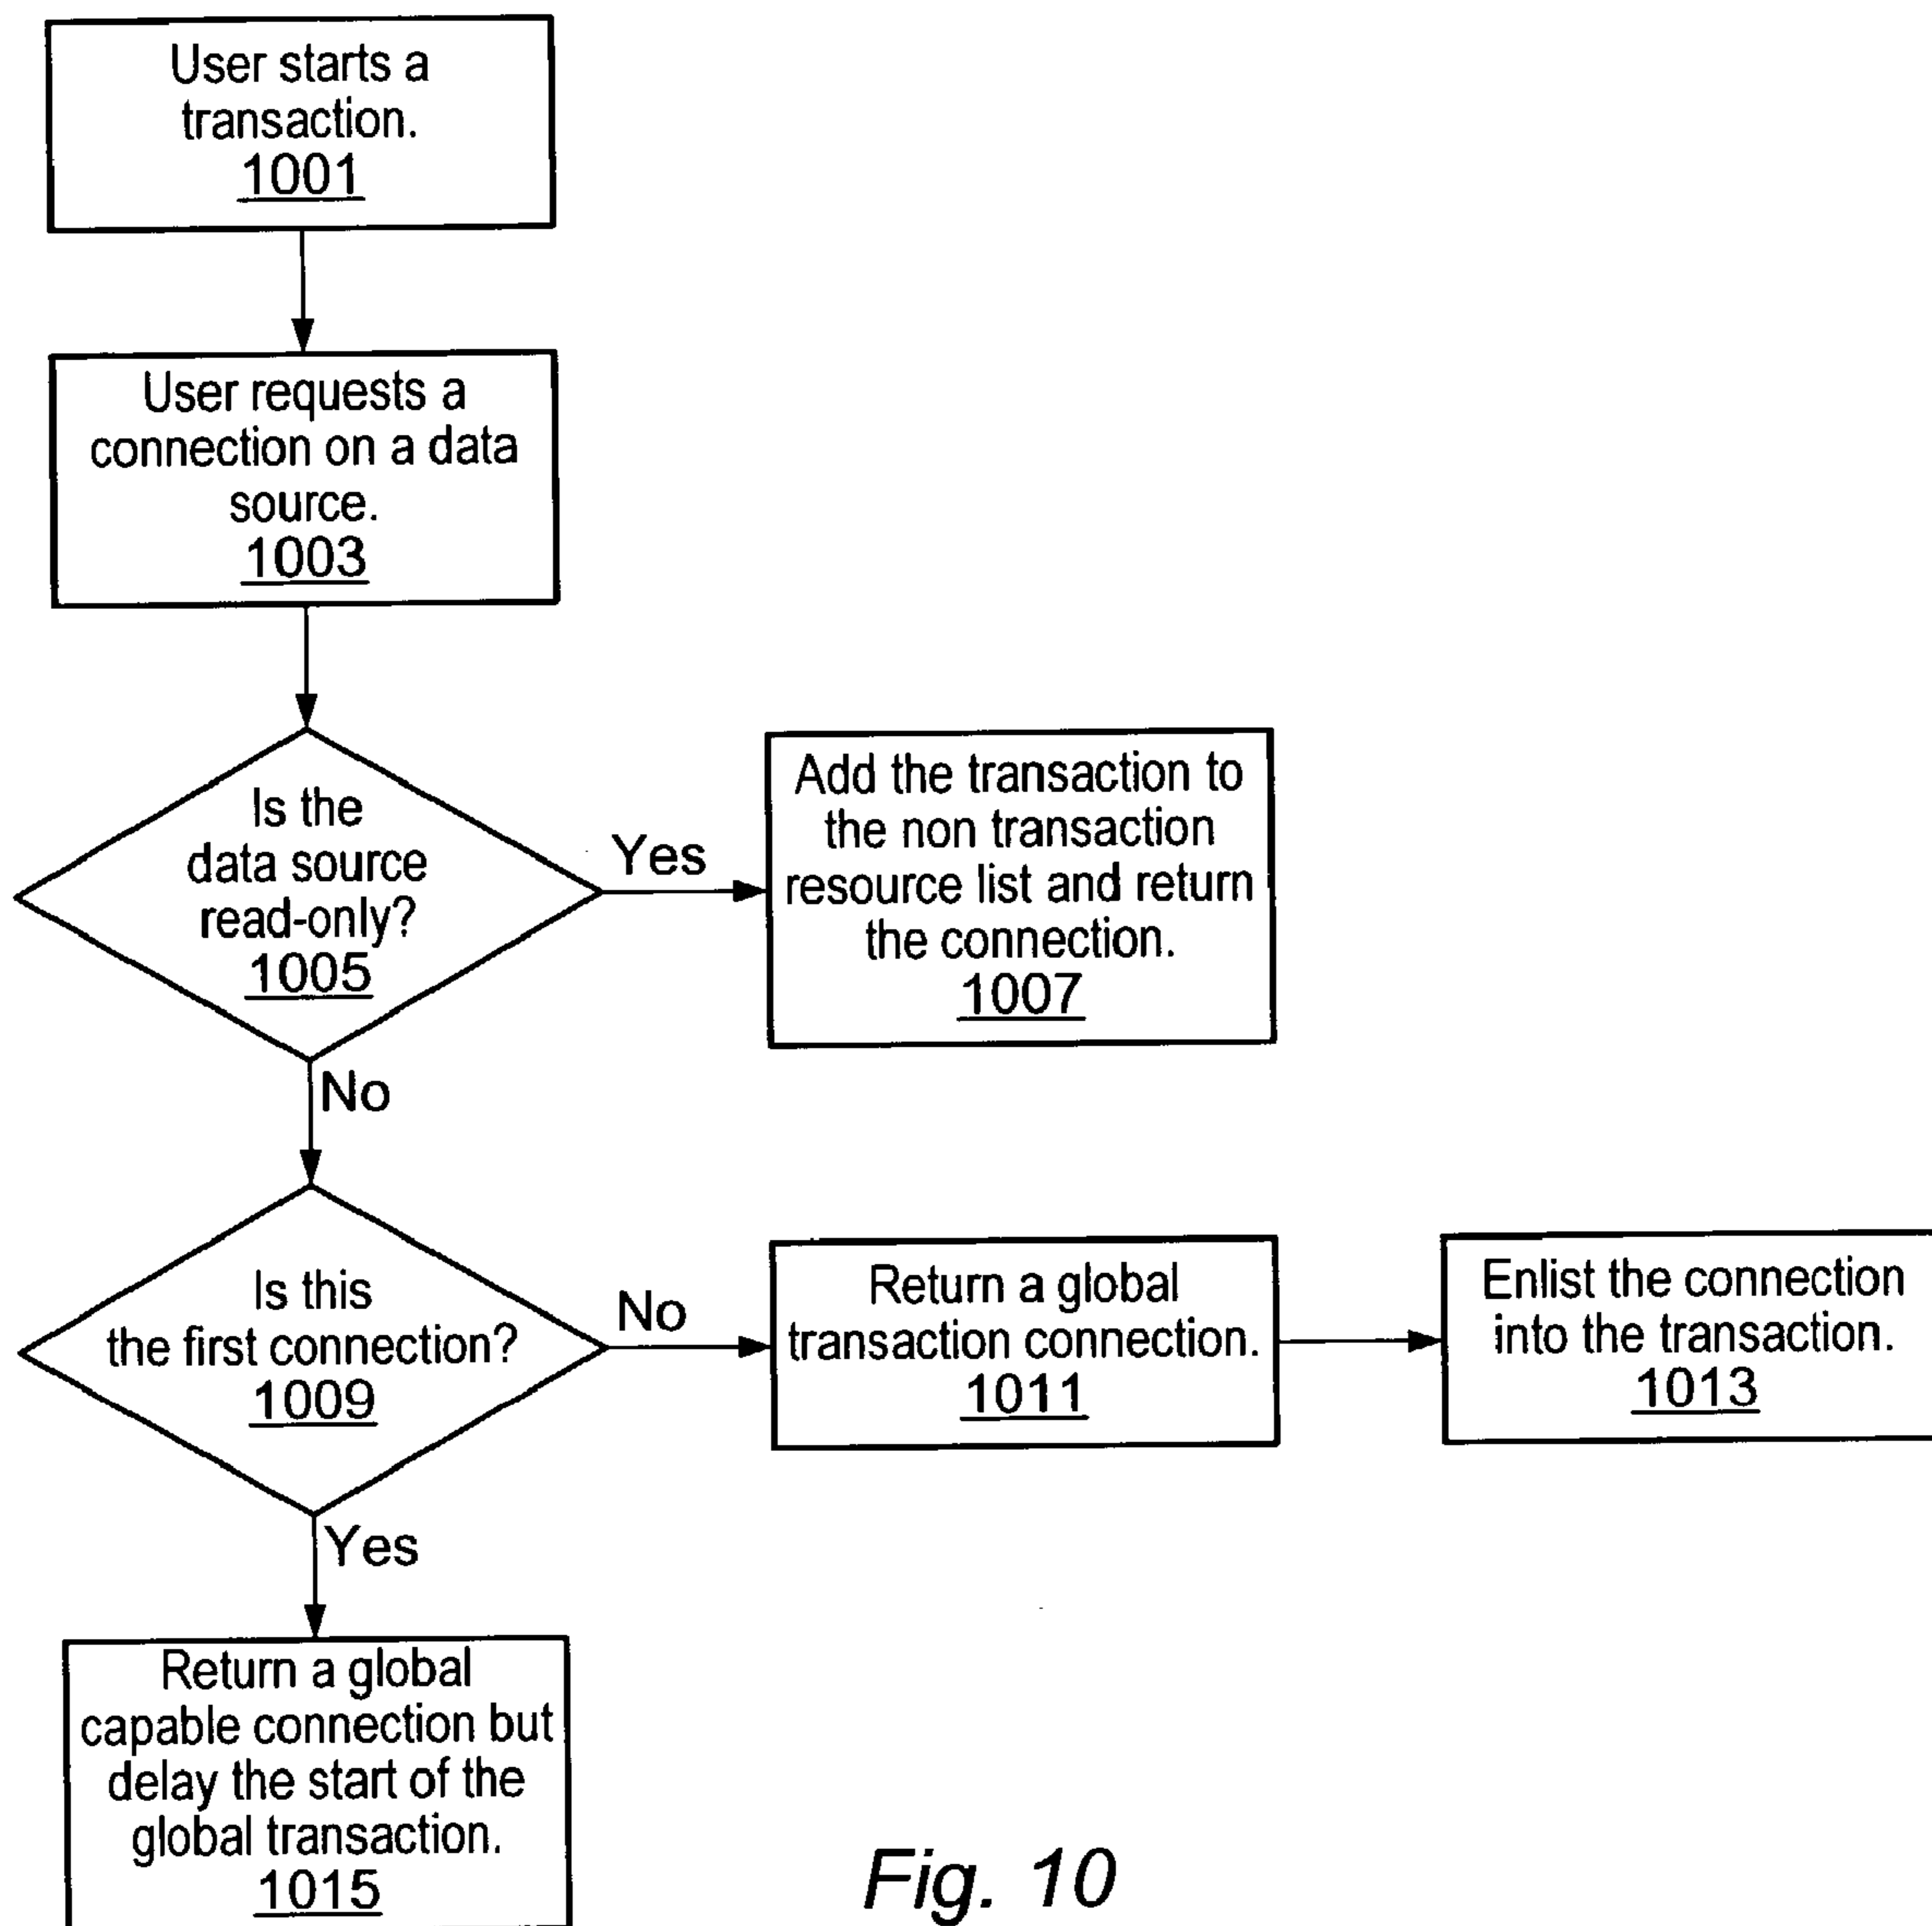 User starts a
transaction.
1001
User requests a
connection on a data
source.
1003
Is the
data source
read-only?
1005
Yes
Add the transaction to
the non transaction
resource list and return
the connection.
1007
No
Is this
the first connection?
1009
No
Return a global
transaction connection.
1011
Enlist the connection
into the transaction.
1013
Yes
Return a global
capable connection but
delay the start of the
global transaction.
1015
Fig. 10